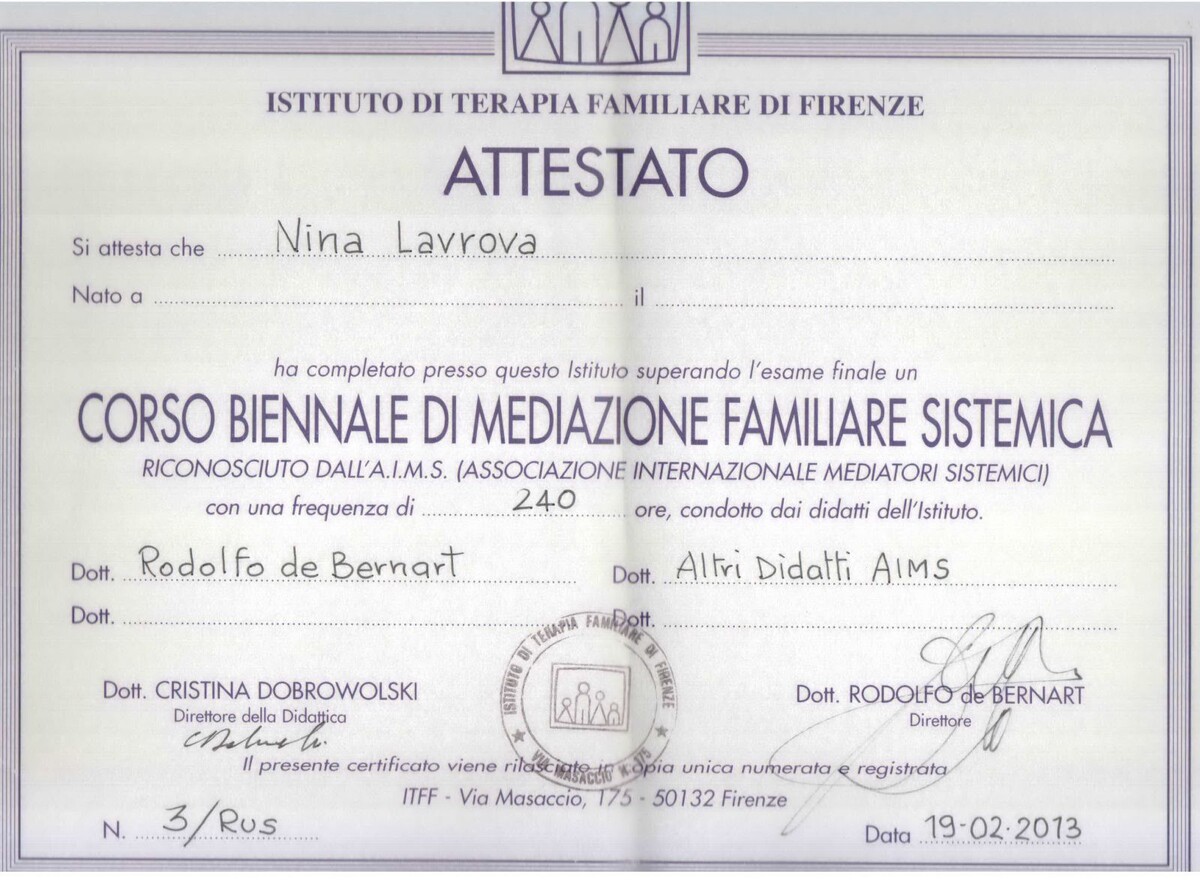 ISTITUTO DI TERAPIA FAMILIARE DI FIRENZE
ATTESTATO
Si attesta che Nina Lavrova
Nato a il
ha completato presso questo Istituto superando l'esame finale un
CORSO BIENNALE DI MEDIAZIONE FAMILIARE SISTEMICA
RICONOSCIUTO DALL'A.I.M.S. (ASSOCIAZIONE INTERNAZIONALE MEDIATORI SISTEMICI)
con una frequenza di 240 ore, condotto dai didatti dell'Istituto.
Dott. Rodolfo de Bernart Dott. Altri Didatti AIMS
Dott. Dott.
ISTITUTO DI TERAPIA FAMILIARE DI FIRENZE
VIA MASACCIO N. 175
Dott. CRISTINA DOBROWOLSKI Dott. RODOLFO de BERNART
Direttore della Didattica Direttore
Il presente certificato viene rilasciato in copia unica numerata e registrata
ITFF - Via Masaccio, 175 - 50132 Firenze
N. 3/Rus Data 19-02-2013